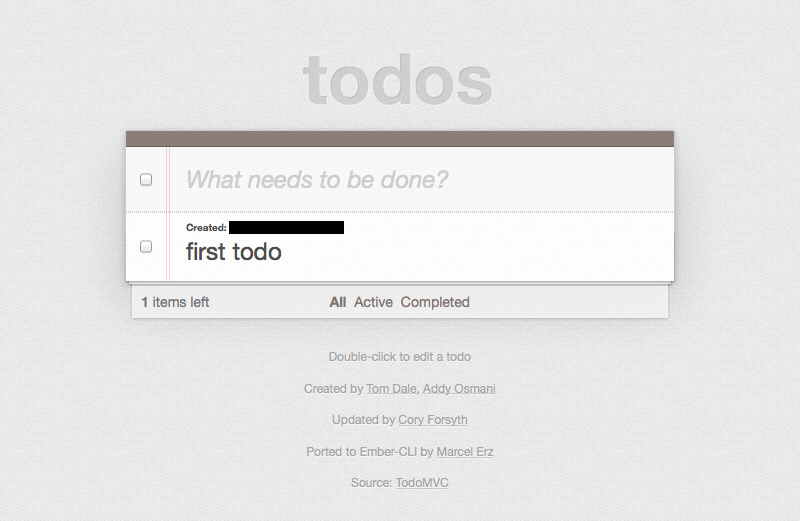 todos
What needs to be done?
Created:
first todo
1 items left All Active Completed
Double-click to edit a todo
Created by Tom Dale, Addy Osmani
Updated by Cory Forsyth
Ported to Ember-CLI by Marcel Erz
Source: TodoMVC